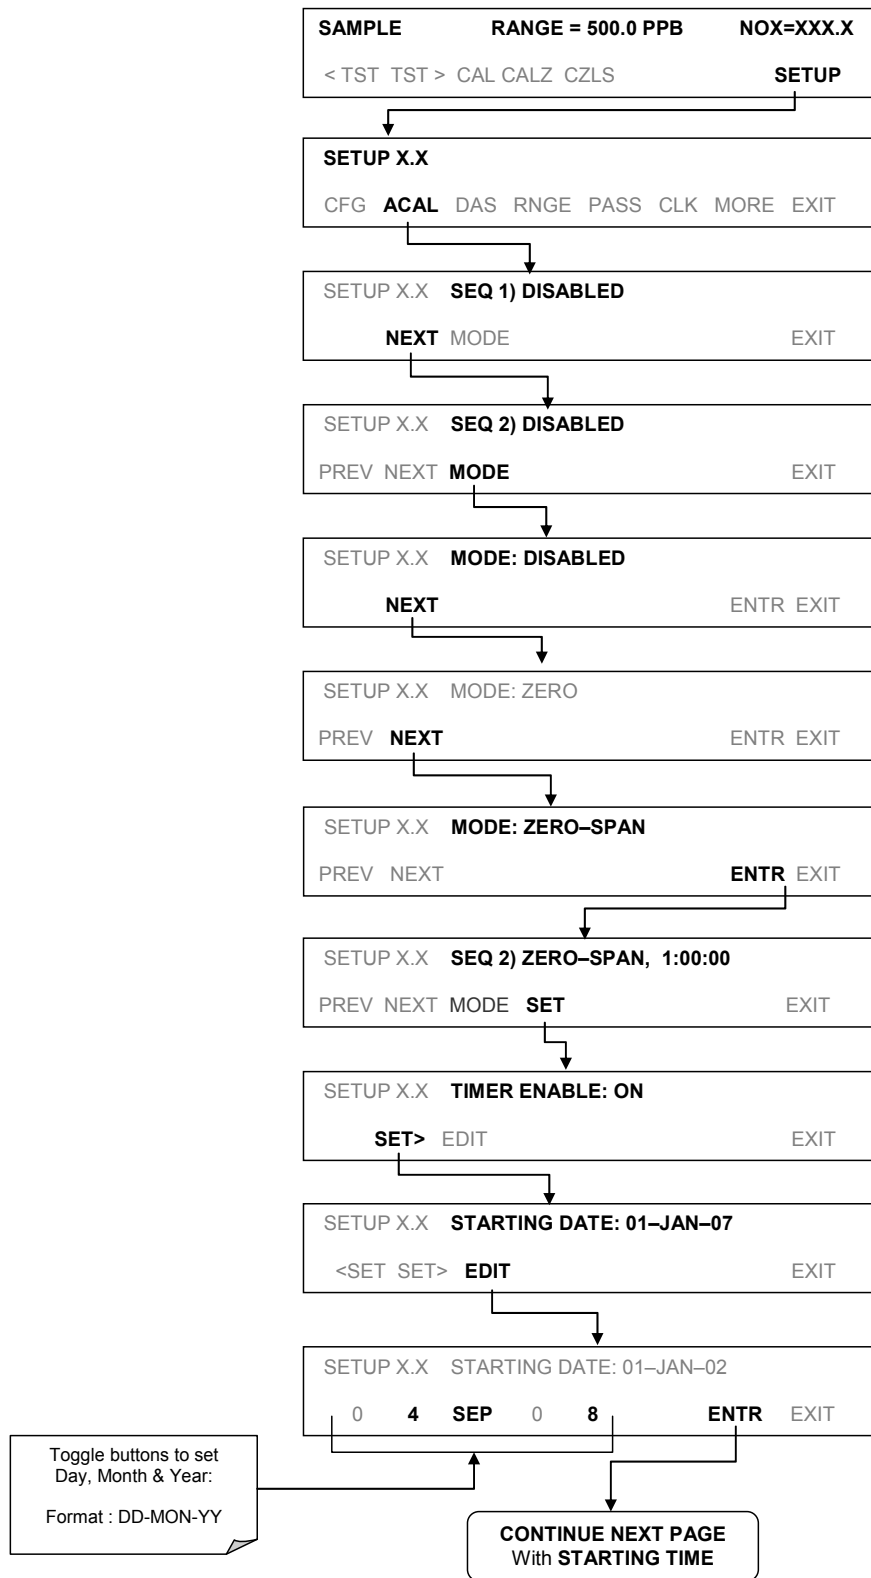 SAMPLE RANGE = 500.0 PPB NOX=XXX.X
< TST TST > CAL CALZ CZLS SETUP
SETUP X.X
CFG ACAL DAS RNGE PASS CLK MORE EXIT
SETUP X.X SEQ 1) DISABLED
NEXT MODE EXIT
SETUP X.X SEQ 2) DISABLED
PREV NEXT MODE EXIT
SETUP X.X MODE: DISABLED
NEXT ENTR EXIT
SETUP X.X MODE: ZERO
PREV NEXT ENTR EXIT
SETUP X.X MODE: ZERO–SPAN
PREV NEXT ENTR EXIT
SETUP X.X SEQ 2) ZERO–SPAN, 1:00:00
PREV NEXT MODE SET EXIT
SETUP X.X TIMER ENABLE: ON
SET> EDIT EXIT
SETUP X.X STARTING DATE: 01–JAN–07
<SET SET> EDIT EXIT
SETUP X.X STARTING DATE: 01–JAN–02
0 4 SEP 0 8 ENTR EXIT
Toggle buttons to set
Day, Month & Year:
Format : DD-MON-YY
CONTINUE NEXT PAGE
With STARTING TIME